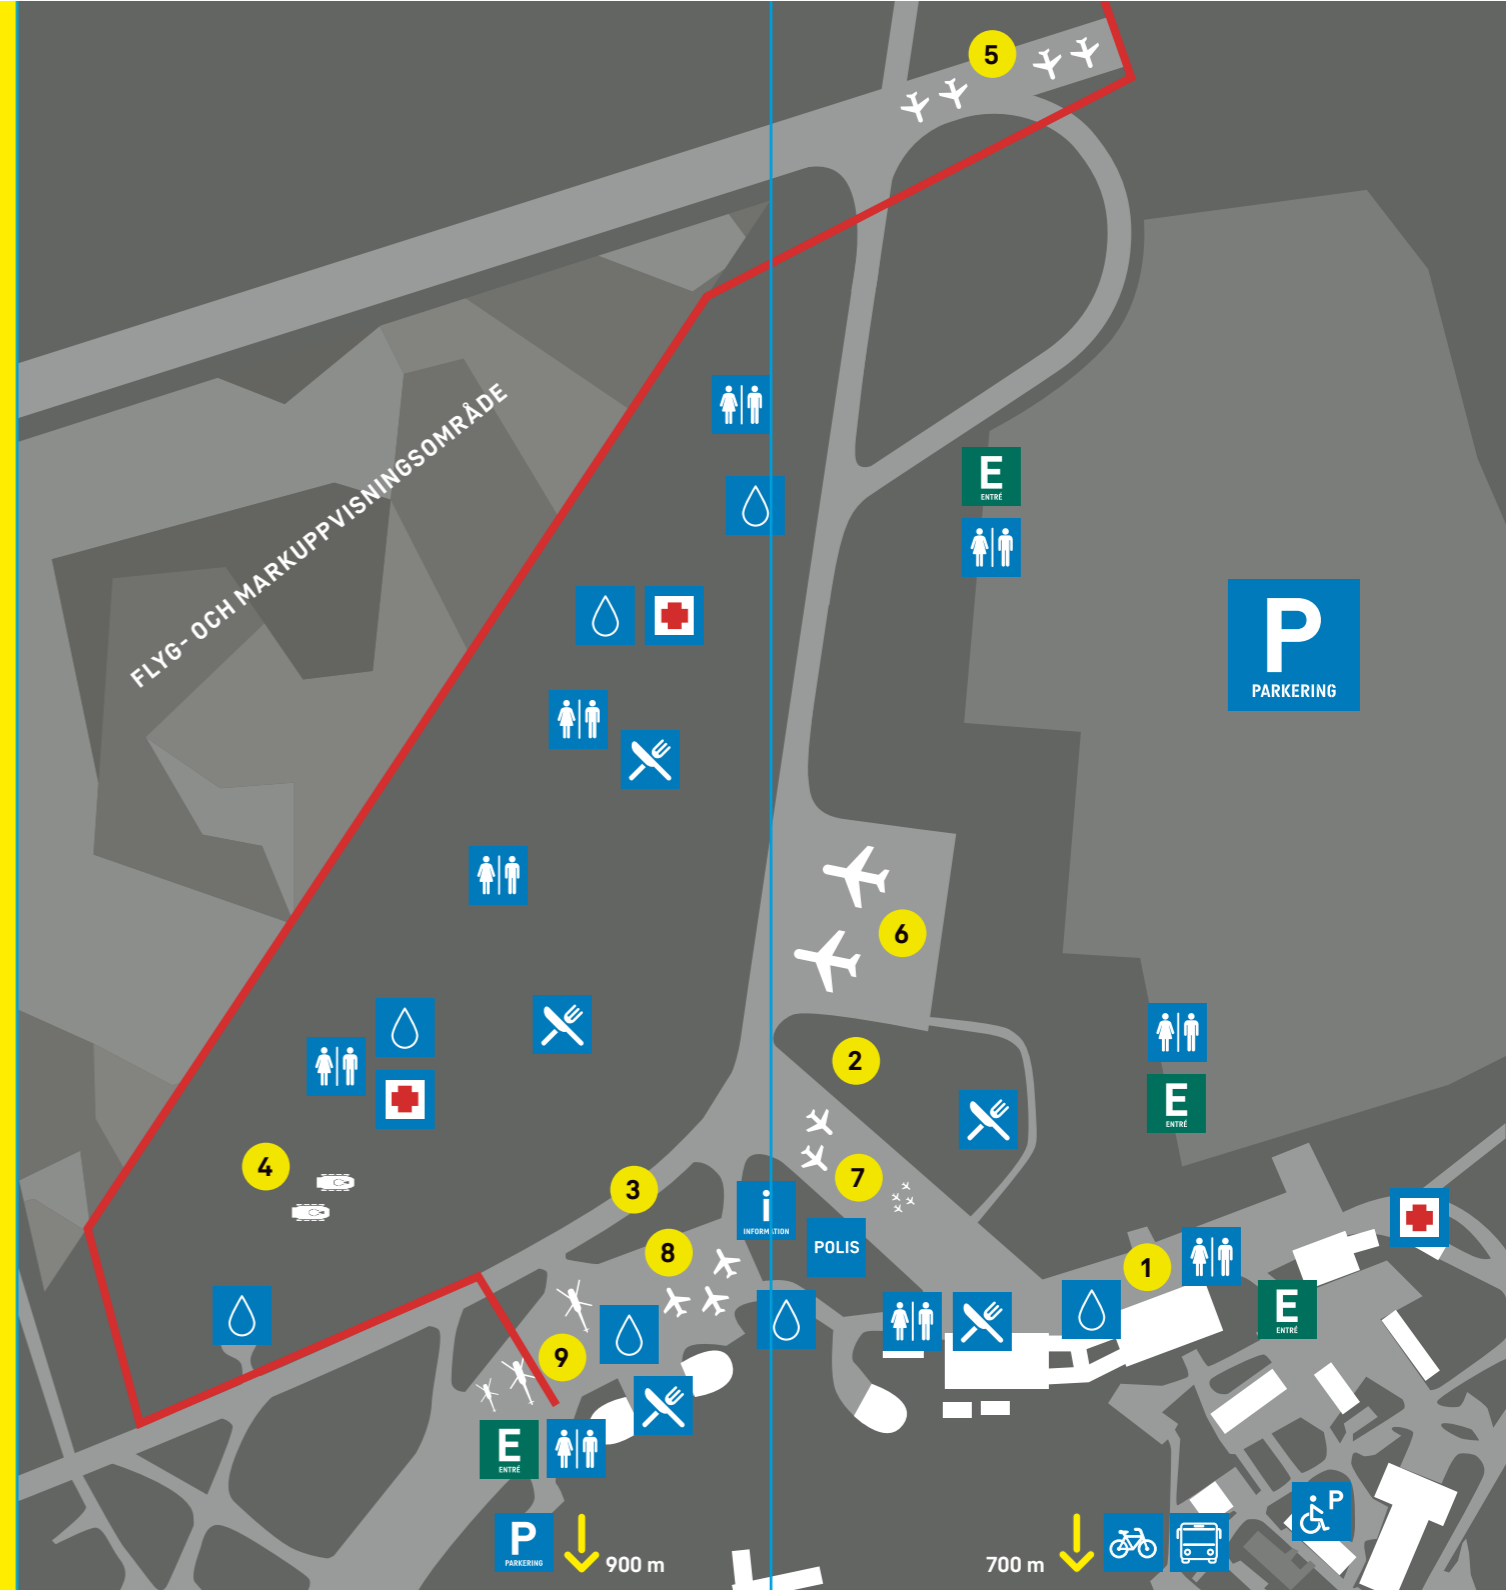 5
FLYG- OCH MARKUPPVISNINGSOMRÅDE
E
ENTRÉ
P
PARKERING
6
2
E
ENTRÉ
4
3
7
i
INFORMATION
8
POLIS
1
E
ENTRÉ
9
E
ENTRÉ
P
P
PARKERING
900 m
700 m